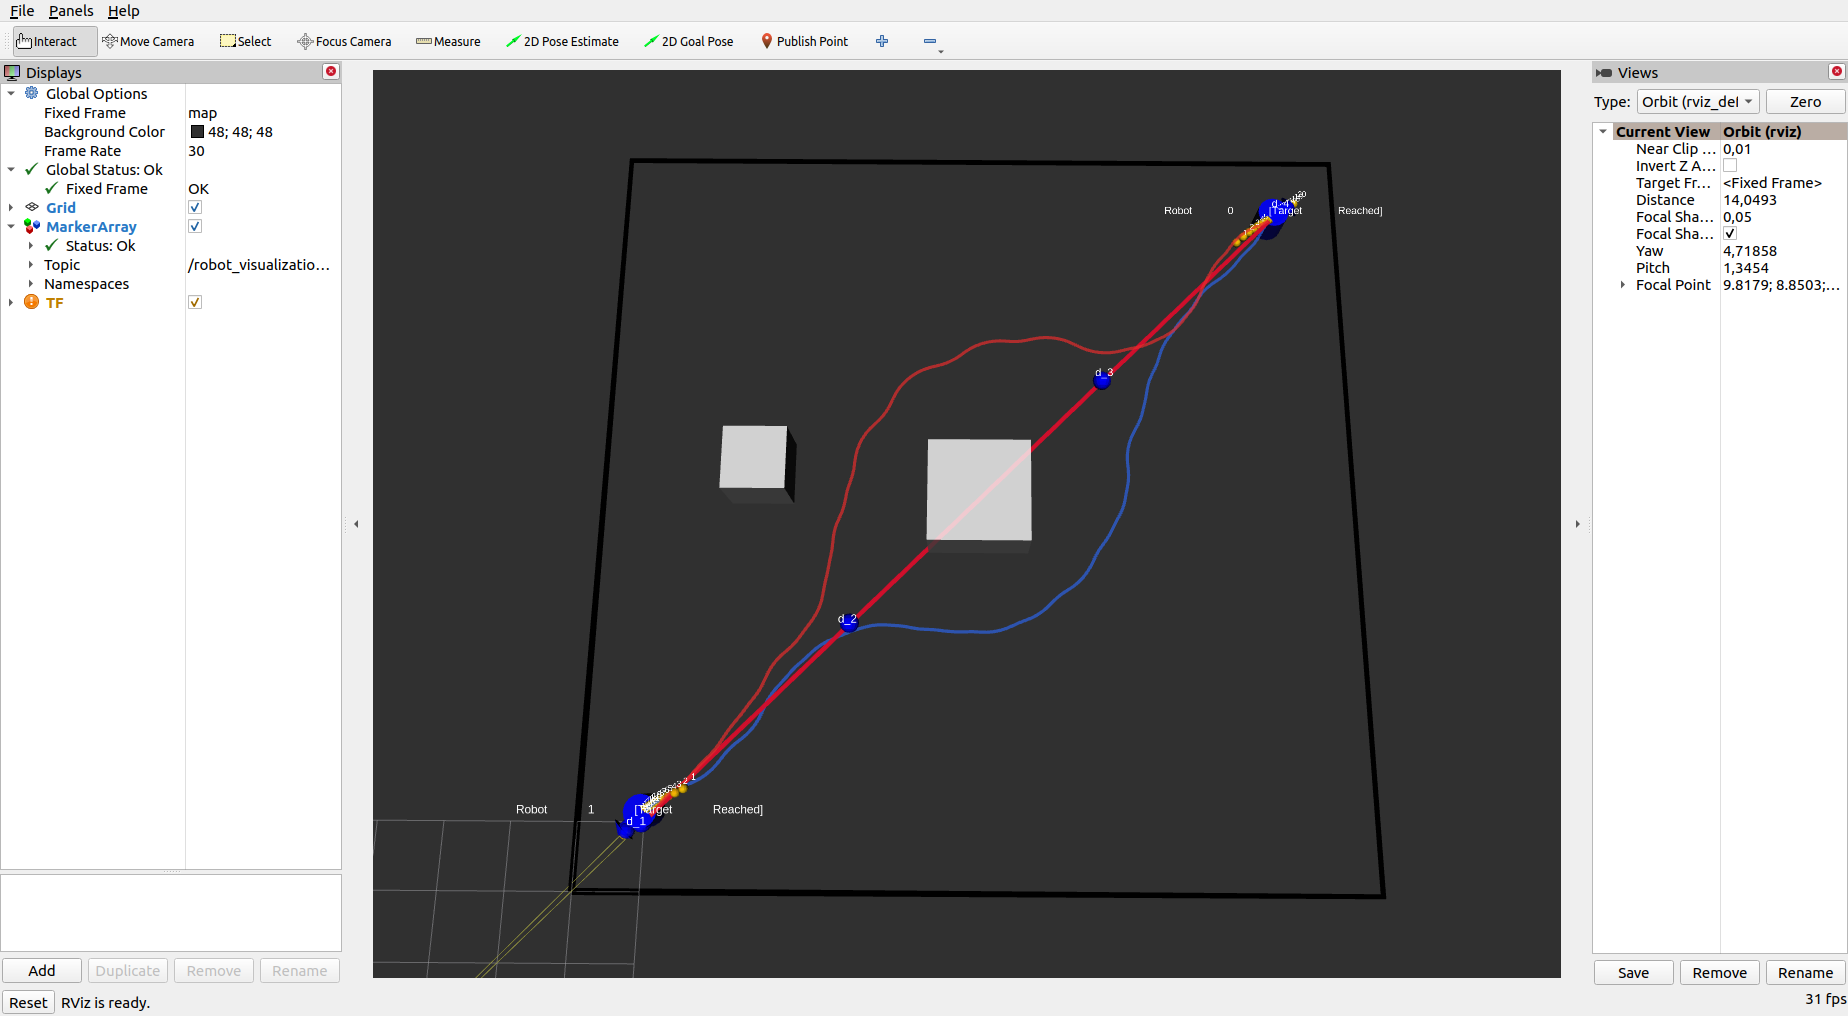 File Panels Help
Interact Move Camera Select Focus Camera Measure 2D Pose Estimate 2D Goal Pose Publish Point
Displays
Global Options
Fixed Frame map
Background Color 48; 48; 48
Frame Rate 30
Global Status: Ok
Fixed Frame OK
Grid
MarkerArray
Status: Ok
Topic /robot_visualizatio...
Namespaces
TF
Add Duplicate Remove Rename
Reset RViz is ready.
Robot 0 [Target Reached]
d_3
d_2
Robot 1 [Target Reached]
d_1
Views
Type: Orbit (rviz_def Zero
Current View Orbit (rviz)
Near Clip ... 0,01
Invert Z A...
Target Fr... <Fixed Frame>
Distance 14,0493
Focal Sha... 0,05
Focal Sha...
Yaw 4,71858
Pitch 1,3454
Focal Point 9.8179; 8.8503;...
Save Remove Rename
31 fps